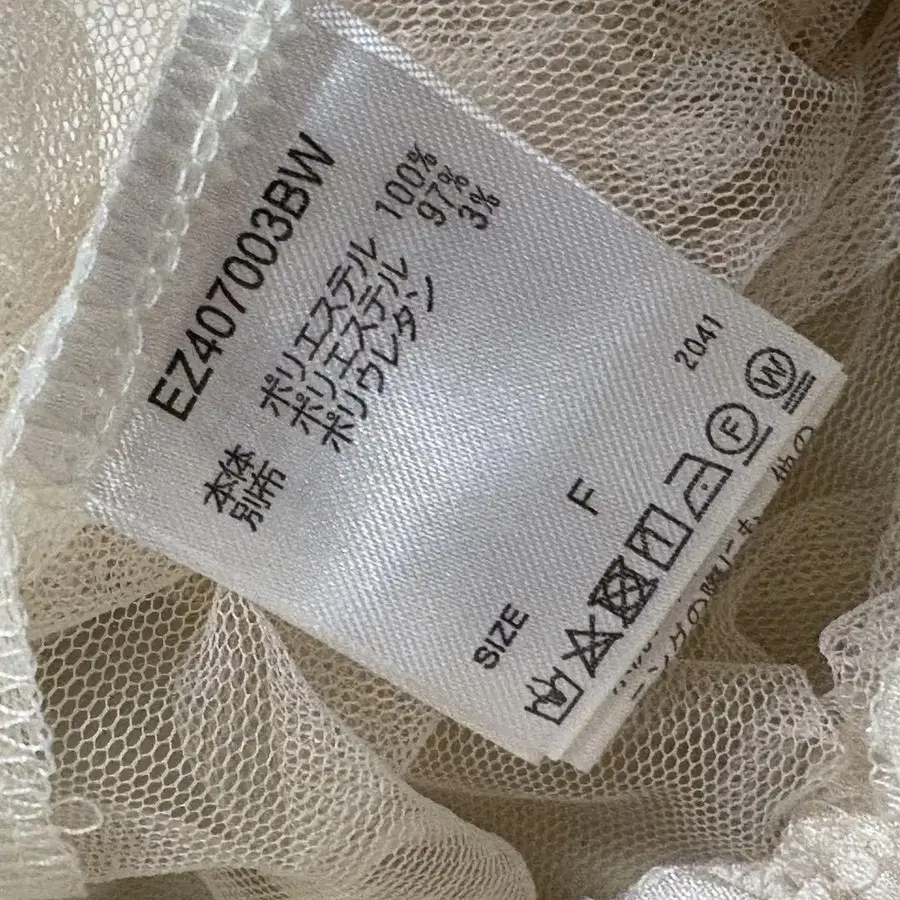 EZ407003BW
本体 ポリエステル 100%
別布 ポリエステル 97%
ポリウレタン 3%
SIZE F
2041
F
W